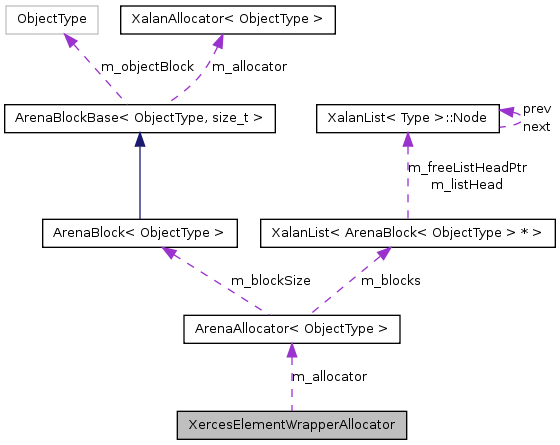 ObjectType
XalanAllocator< ObjectType >
m_objectBlock
m_allocator
ArenaBlockBase< ObjectType, size_t >
XalanList< Type >::Node
prev
next
m_freeListHeadPtr
m_listHead
ArenaBlock< ObjectType >
XalanList< ArenaBlock< ObjectType > * >
m_blockSize
m_blocks
ArenaAllocator< ObjectType >
m_allocator
XercesElementWrapperAllocator